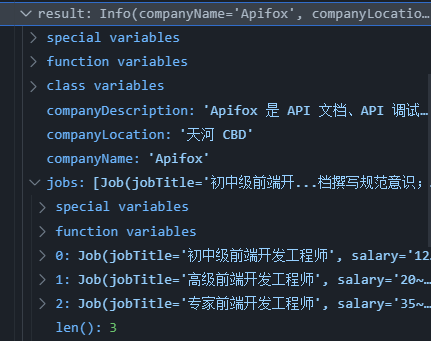 result: Info(companyName='Apifox', companyLocatio...
special variables
function variables
class variables
companyDescription: 'Apifox 是 API 文档、API 调试...
companyLocation: '天河 CBD'
companyName: 'Apifox'
jobs: [Job(jobTitle='初中级前端开...档撰写规范意识;
special variables
function variables
0: Job(jobTitle='初中级前端开发工程师', salary='12
1: Job(jobTitle='高级前端开发工程师', salary='20~
2: Job(jobTitle='专家前端开发工程师', salary='35~
len(): 3